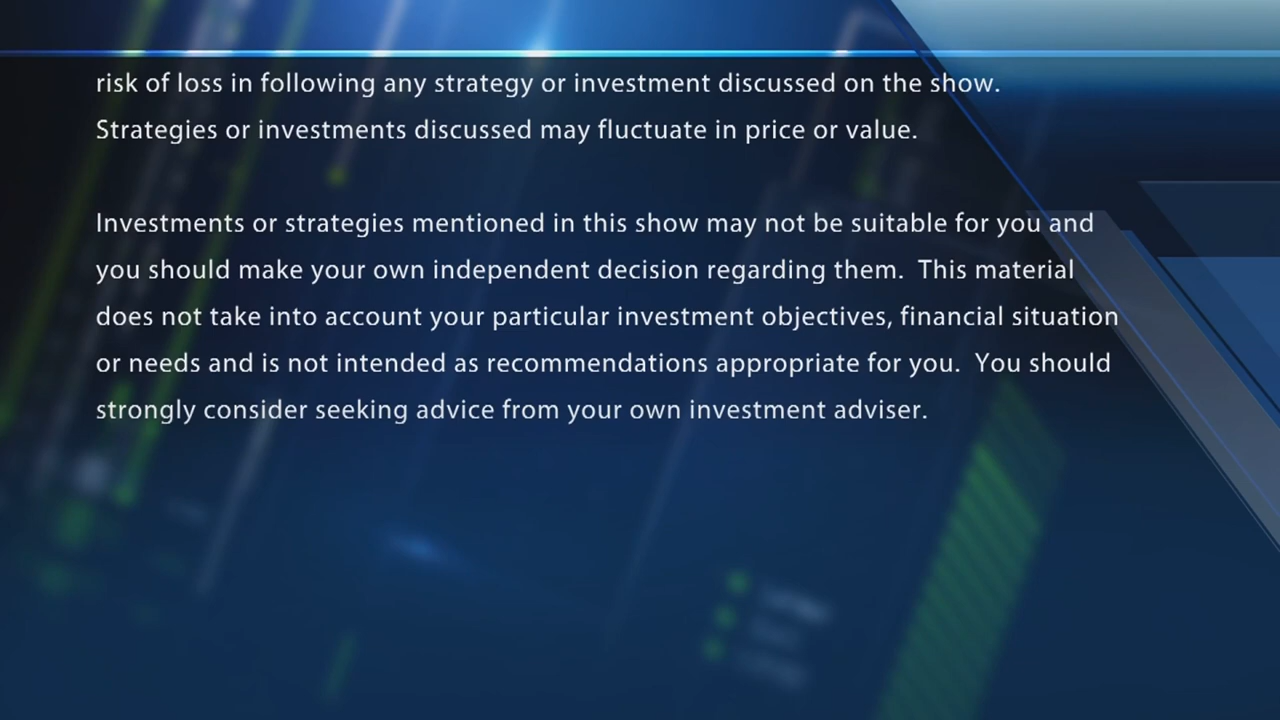 risk of loss in following any strategy or investment discussed on the show.
Strategies or investments discussed may fluctuate in price or value.
Investments or strategies mentioned in this show may not be suitable for you and
you should make your own independent decision regarding them.  This material
does not take into account your particular investment objectives, financial situation
or needs and is not intended as recommendations appropriate for you.  You should
strongly consider seeking advice from your own investment adviser.